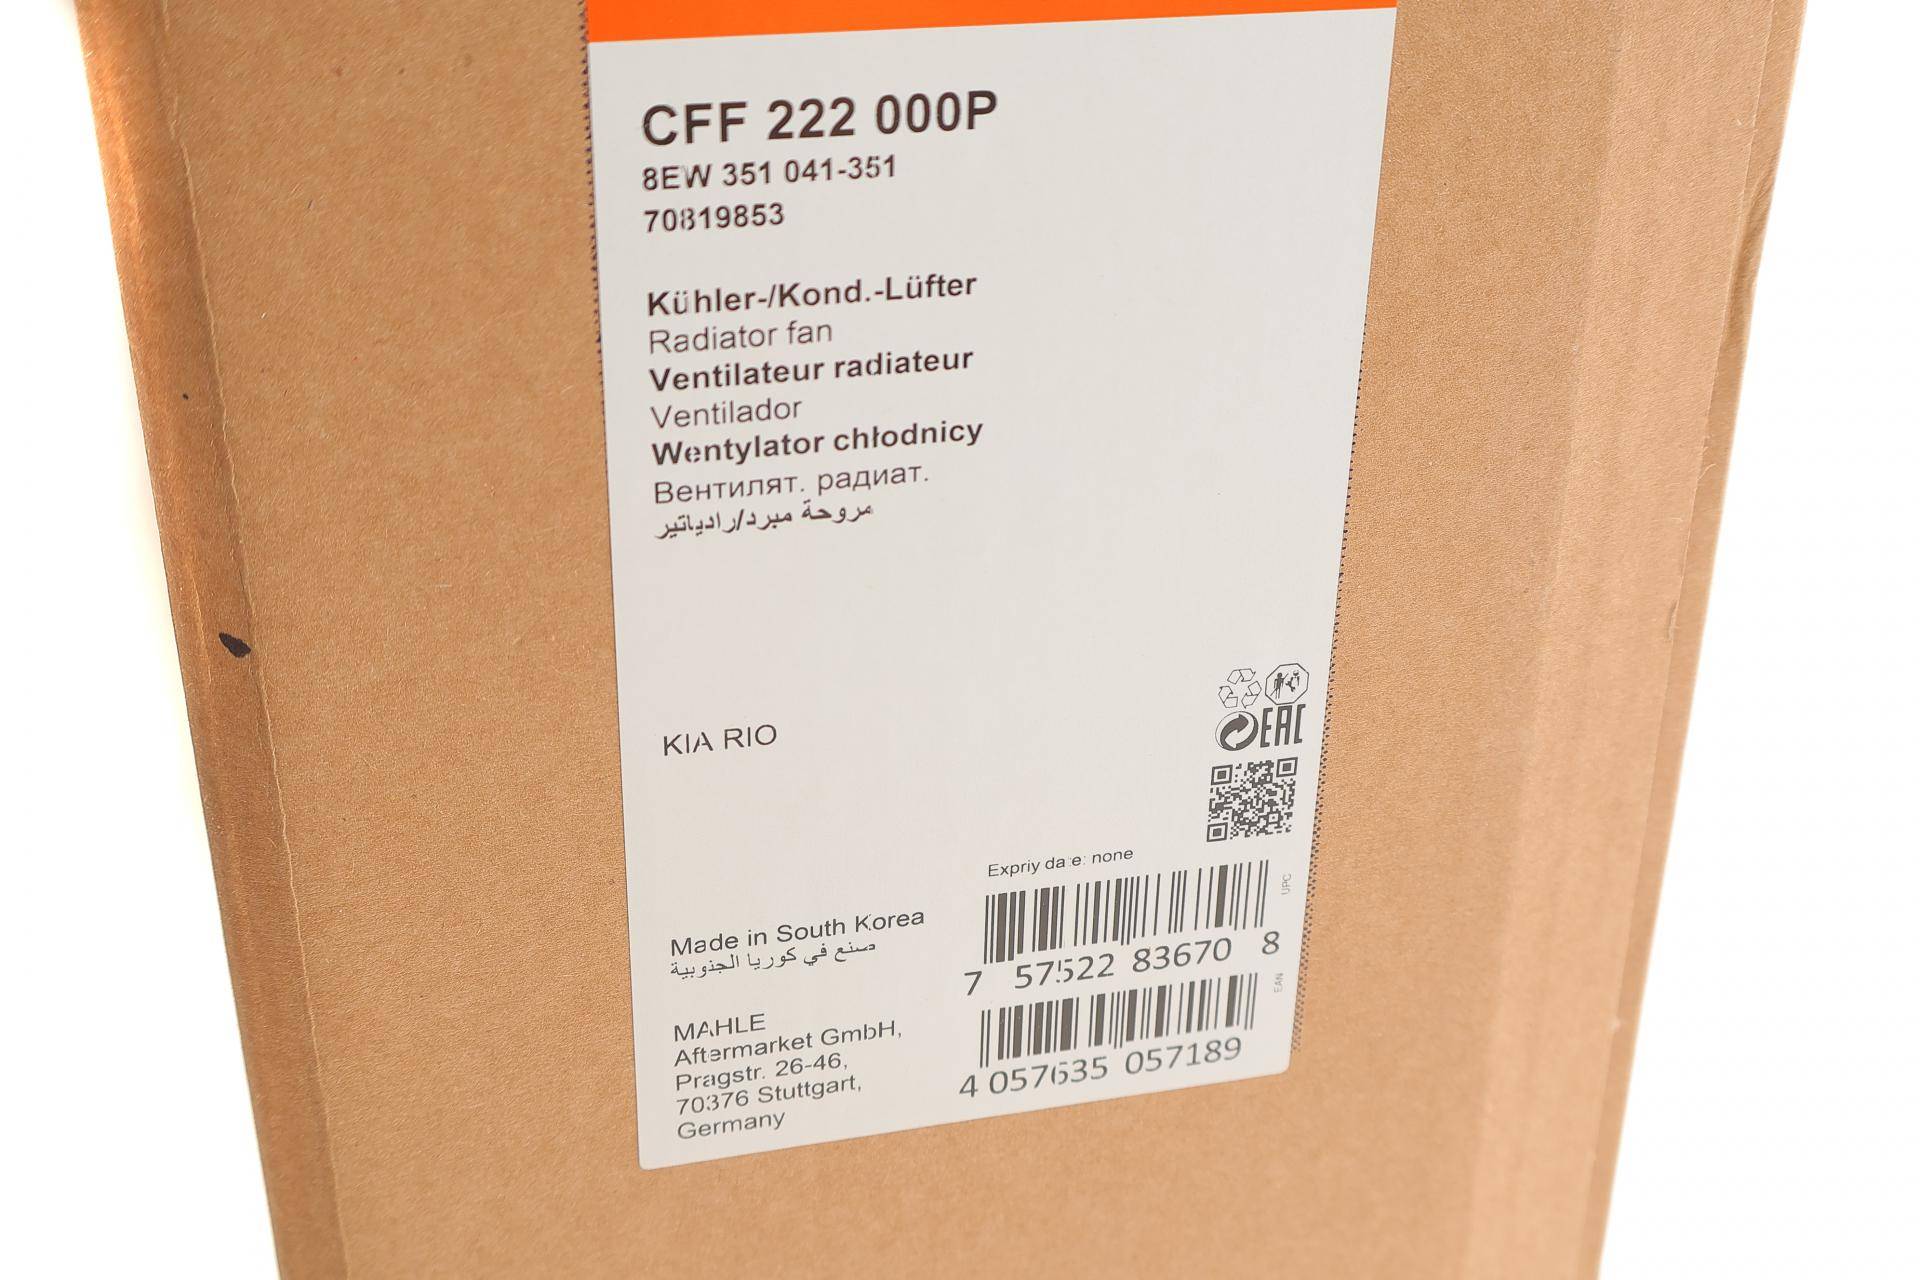 CFF 222 000P
8EW 351 041-351
70819853
Kühler-/Kond.-Lüfter
Radiator fan
Ventilateur radiateur
Ventilador
Wentylator chłodnicy
Вентилят. радиат.
مروحة مبرد/رادياتير
KIA RIO
EAC
Expriy date: none
UPC
7 57522 83670 8
Made in South Korea
صنع في كوريا الجنوبية
EAN
4 057635 057189
MAHLE
Aftermarket GmbH,
Pragstr. 26-46,
70376 Stuttgart,
Germany